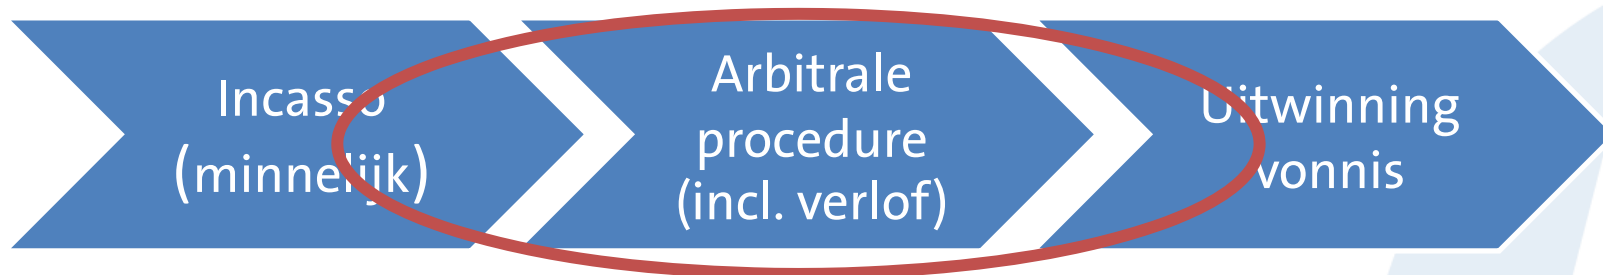 Incasso
(minnelijk)
Arbitrale
procedure
(incl. verlof)
Uitwinning
vonnis